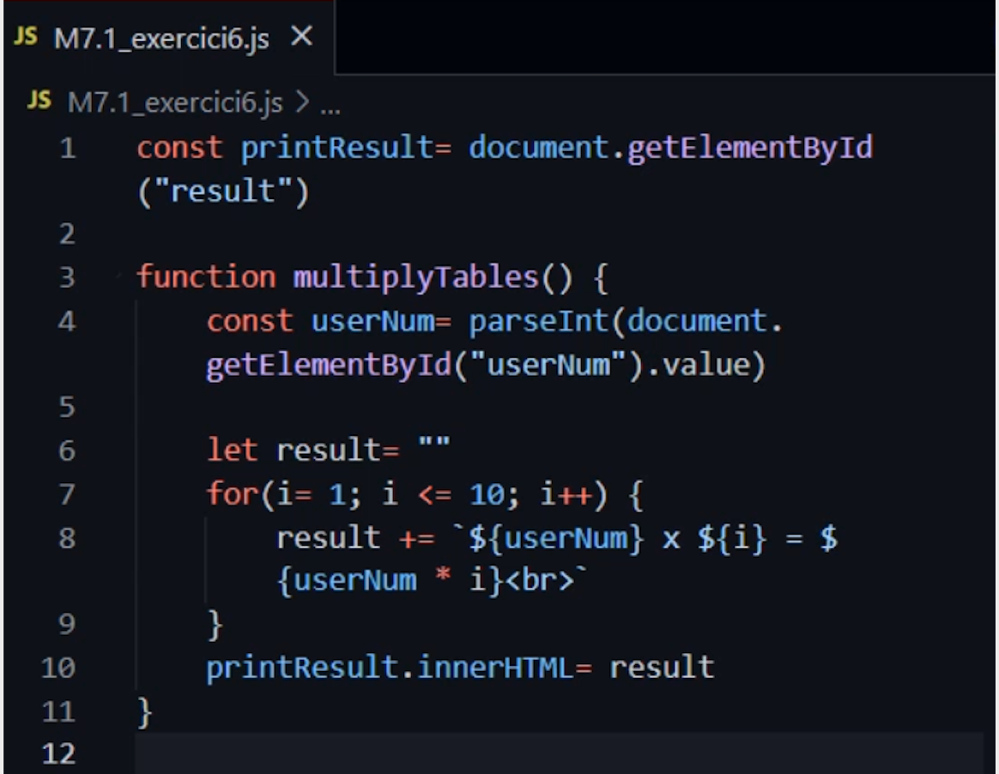 JS M7.1_exercici6.js ×
JS M7.1_exercici6.js > ...
1 const printResult= document.getElementById
("result")
2
3 function multiplyTables() {
4 const userNum= parseInt(document.
getElementById("userNum").value)
5
6 let result= ""
7 for(i= 1; i <= 10; i++) {
8 result += `${userNum} x ${i} = $
{userNum * i}<br>`
9 }
10 printResult.innerHTML= result
11 }
12